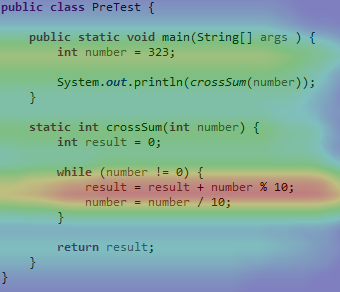 public class PreTest {
public static void main(String[] args ) {
int number = 323;
System.out.println(crossSum(number));
}
static int crossSum(int number) {
int result = 0;
while (number != 0) {
result = result + number % 10;
number = number / 10;
}
return result;
}
}